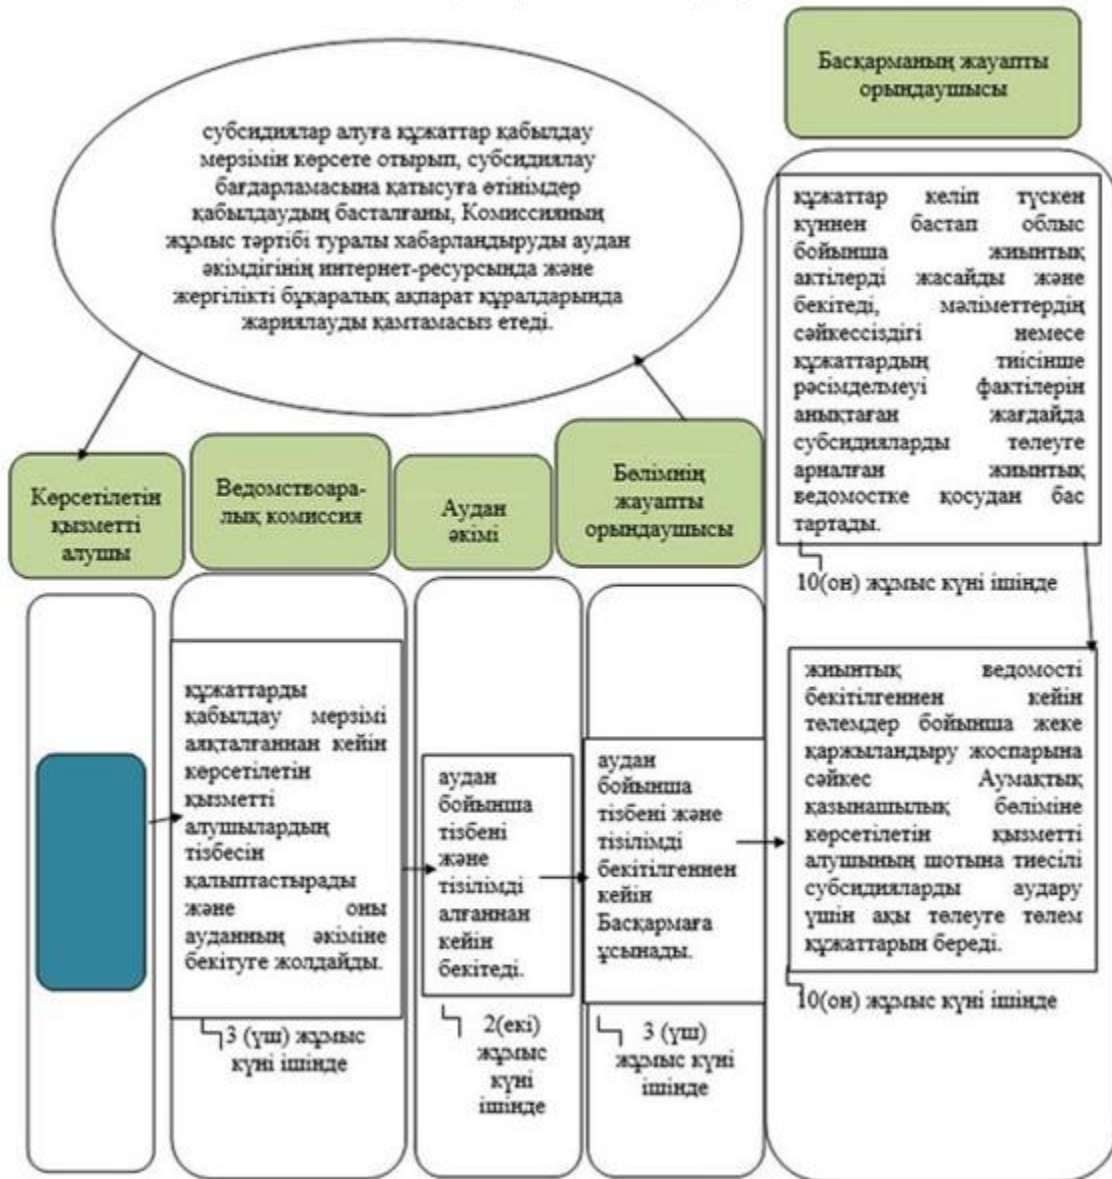 субсидиялар алуға құжаттар қабылдау
мерзімін көрсете отырып, субсидиялау
бағдарламасына қатысуға өтінімдер
қабылдаудың басталғаны, Комиссияның
жұмыс тәртібі туралы хабарландыруды аудан
әкімдігінің интернет-ресурсында және
жергілікті бұқаралық ақпарат құралдарында
жариялауды қамтамасыз етеді.
Көрсетілетін
қызметті
алушы
Ведомствоара-
лық комиссия
Аудан
әкімі
Бөлімнің
жауапты
орындаушысы
Басқарманың жауапты
орындаушысы
құжаттарды
қабылдау мерзімі
аяқталғаннан кейін
көрсетілетін
қызметті
алушылардың
тізбесін
қалыптастырады
және оны
ауданның әкіміне
бекітуге жолдайды.
3 (үш) жұмыс
күні ішінде
аудан
бойынша
тізбені
және
тізілімді
алғаннан
кейін
бекітеді.
2(екі)
жұмыс
күні
ішінде
аудан
бойынша
тізбені және
тізілімді
бекітілгеннен
кейін
Басқармаға
ұсынады.
3 (үш)
жұмыс күні
ішінде
құжаттар келіп түскен
күннен бастап облыс
бойынша жиынтық
актілерді жасайды және
бекітеді, мәліметтердің
сәйкессіздігі немесе
құжаттардың тиісінше
рәсімделмеуі фактілерін
анықтаған жағдайда
субсидияларды төлеуге
арналған жиынтық
ведомостке қосудан бас
тартады.
10(он) жұмыс күні ішінде
жиынтық ведомості
бекітілгеннен кейін
төлемдер бойынша жеке
қаржыландыру жоспарына
сәйкес Аумақтық
қазынашылық бөліміне
көрсетілетін қызметті
алушының шотына тиесілі
субсидияларды аудару
үшін ақы төлеуге төлем
құжаттарын береді.
10(он) жұмыс күні ішінде